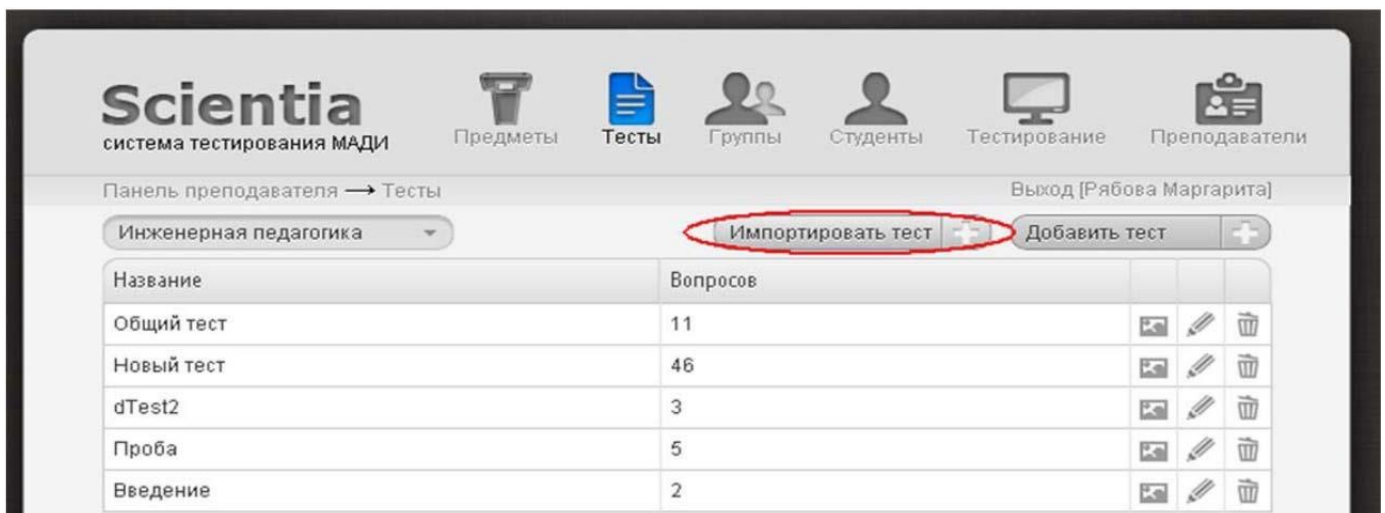 Scientia
система тестирования МАДИ
Предметы Тесты Группы Студенты Тестирование Преподаватели
Панель преподавателя → Тесты Выход [Рябова Маргарита]
Инженерная педагогика Импортировать тест Добавить тест
Название Вопросов
Общий тест 11
Новый тест 46
dTest2 3
Проба 5
Введение 2